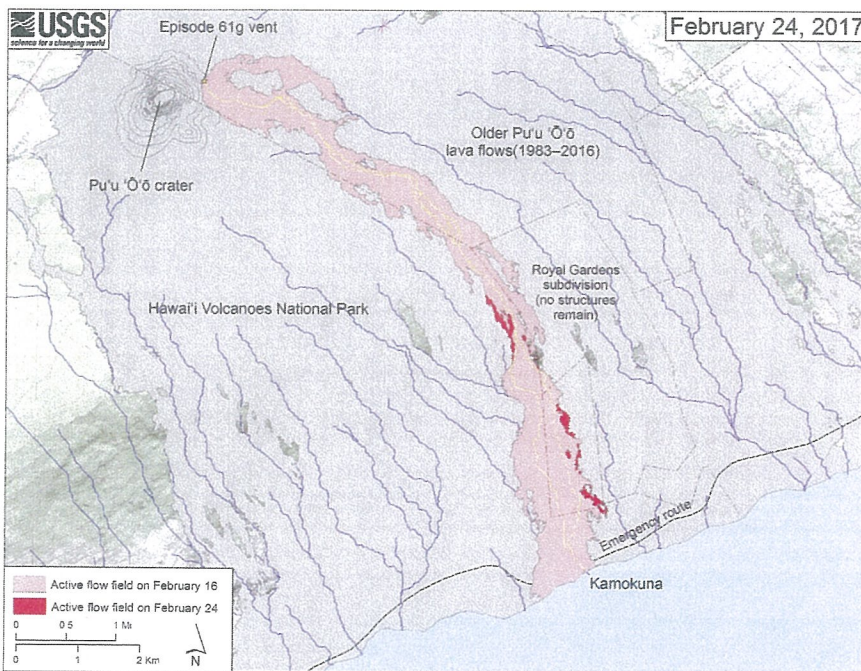 USGS
science for a changing world
Episode 61g vent
February 24, 2017
Older Pu'u 'Ō'ō
lava flows(1983–2016)
Pu'u 'Ō'ō crater
Royal Gardens
subdivision
(no structures
remain)
Hawai'i Volcanoes National Park
Emergency route
Kamokuna
Active flow field on February 16
Active flow field on February 24
0 0.5 1 Mi
0 1 2 Km
N